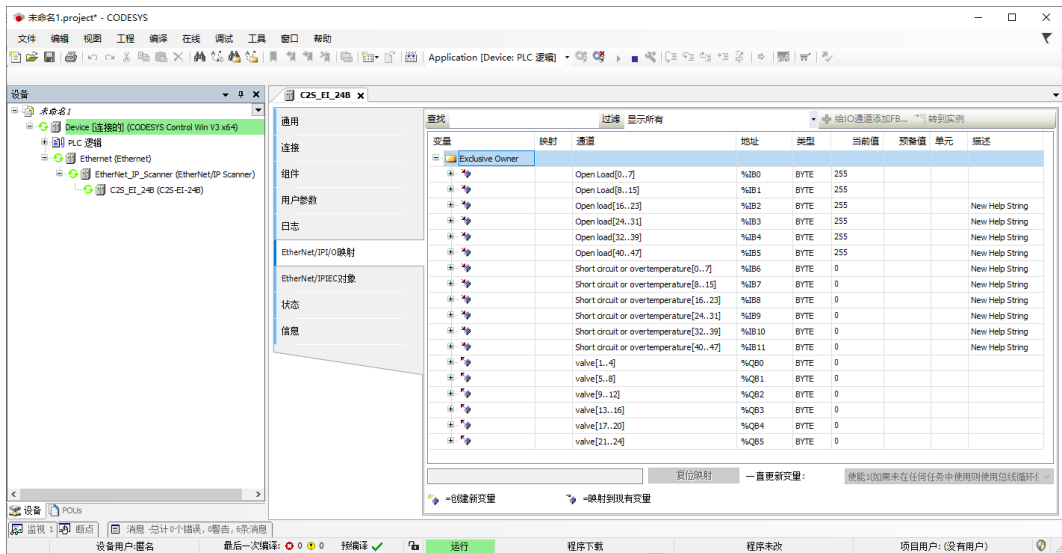 未命名1.project* - CODESYS
文件 编辑 视图 工程 编译 在线 调试 工具 窗口 帮助
Application [Device: PLC 逻辑]
设备
未命名1
Device [连接的] (CODESYS Control Win V3 x64)
PLC 逻辑
Ethernet (Ethernet)
EtherNet_IP_Scanner (EtherNet/IP Scanner)
C2S_EI_24B (C2S-EI-24B)
设备 POUs
C2S_EI_24B
通用
连接
组件
用户参数
日志
EtherNet/IPI/O映射
EtherNet/IPIEC对象
状态
信息
查找 过滤 显示所有 给IO通道添加FB... 转到实例
变量 映射 通道 地址 类型 当前值 预备值 单元 描述
Exclusive Owner
Open Load[0..7] %IB0 BYTE 255
Open Load[8..15] %IB1 BYTE 255
Open load[16..23] %IB2 BYTE 255 New Help String
Open load[24..31] %IB3 BYTE 255 New Help String
Open load[32..39] %IB4 BYTE 255 New Help String
Open load[40..47] %IB5 BYTE 255 New Help String
Short circuit or overtemperature[0..7] %IB6 BYTE 0 New Help String
Short circuit or overtemperature[8..15] %IB7 BYTE 0 New Help String
Short circuit or overtemperature[16..23] %IB8 BYTE 0 New Help String
Short circuit or overtemperature[24..31] %IB9 BYTE 0 New Help String
Short circuit or overtemperature[32..39] %IB10 BYTE 0 New Help String
Short circuit or overtemperature[40..47] %IB11 BYTE 0 New Help String
valve[1..4] %QB0 BYTE 0
valve[5..8] %QB1 BYTE 0
valve[9..12] %QB2 BYTE 0
valve[13..16] %QB3 BYTE 0
valve[17..20] %QB4 BYTE 0
valve[21..24] %QB5 BYTE 0
复位映射 一直更新变量: 使能1(如果未在任何任务中使用则使用总线循环任
=创建新变量 =映射到现有变量
监视 1 断点 消息 -总计0个错误, 0警告, 6条消息
设备用户:匿名 最后一次编译: 0 0 预编译 运行 程序下载 程序未改 项目用户: (没有用户)